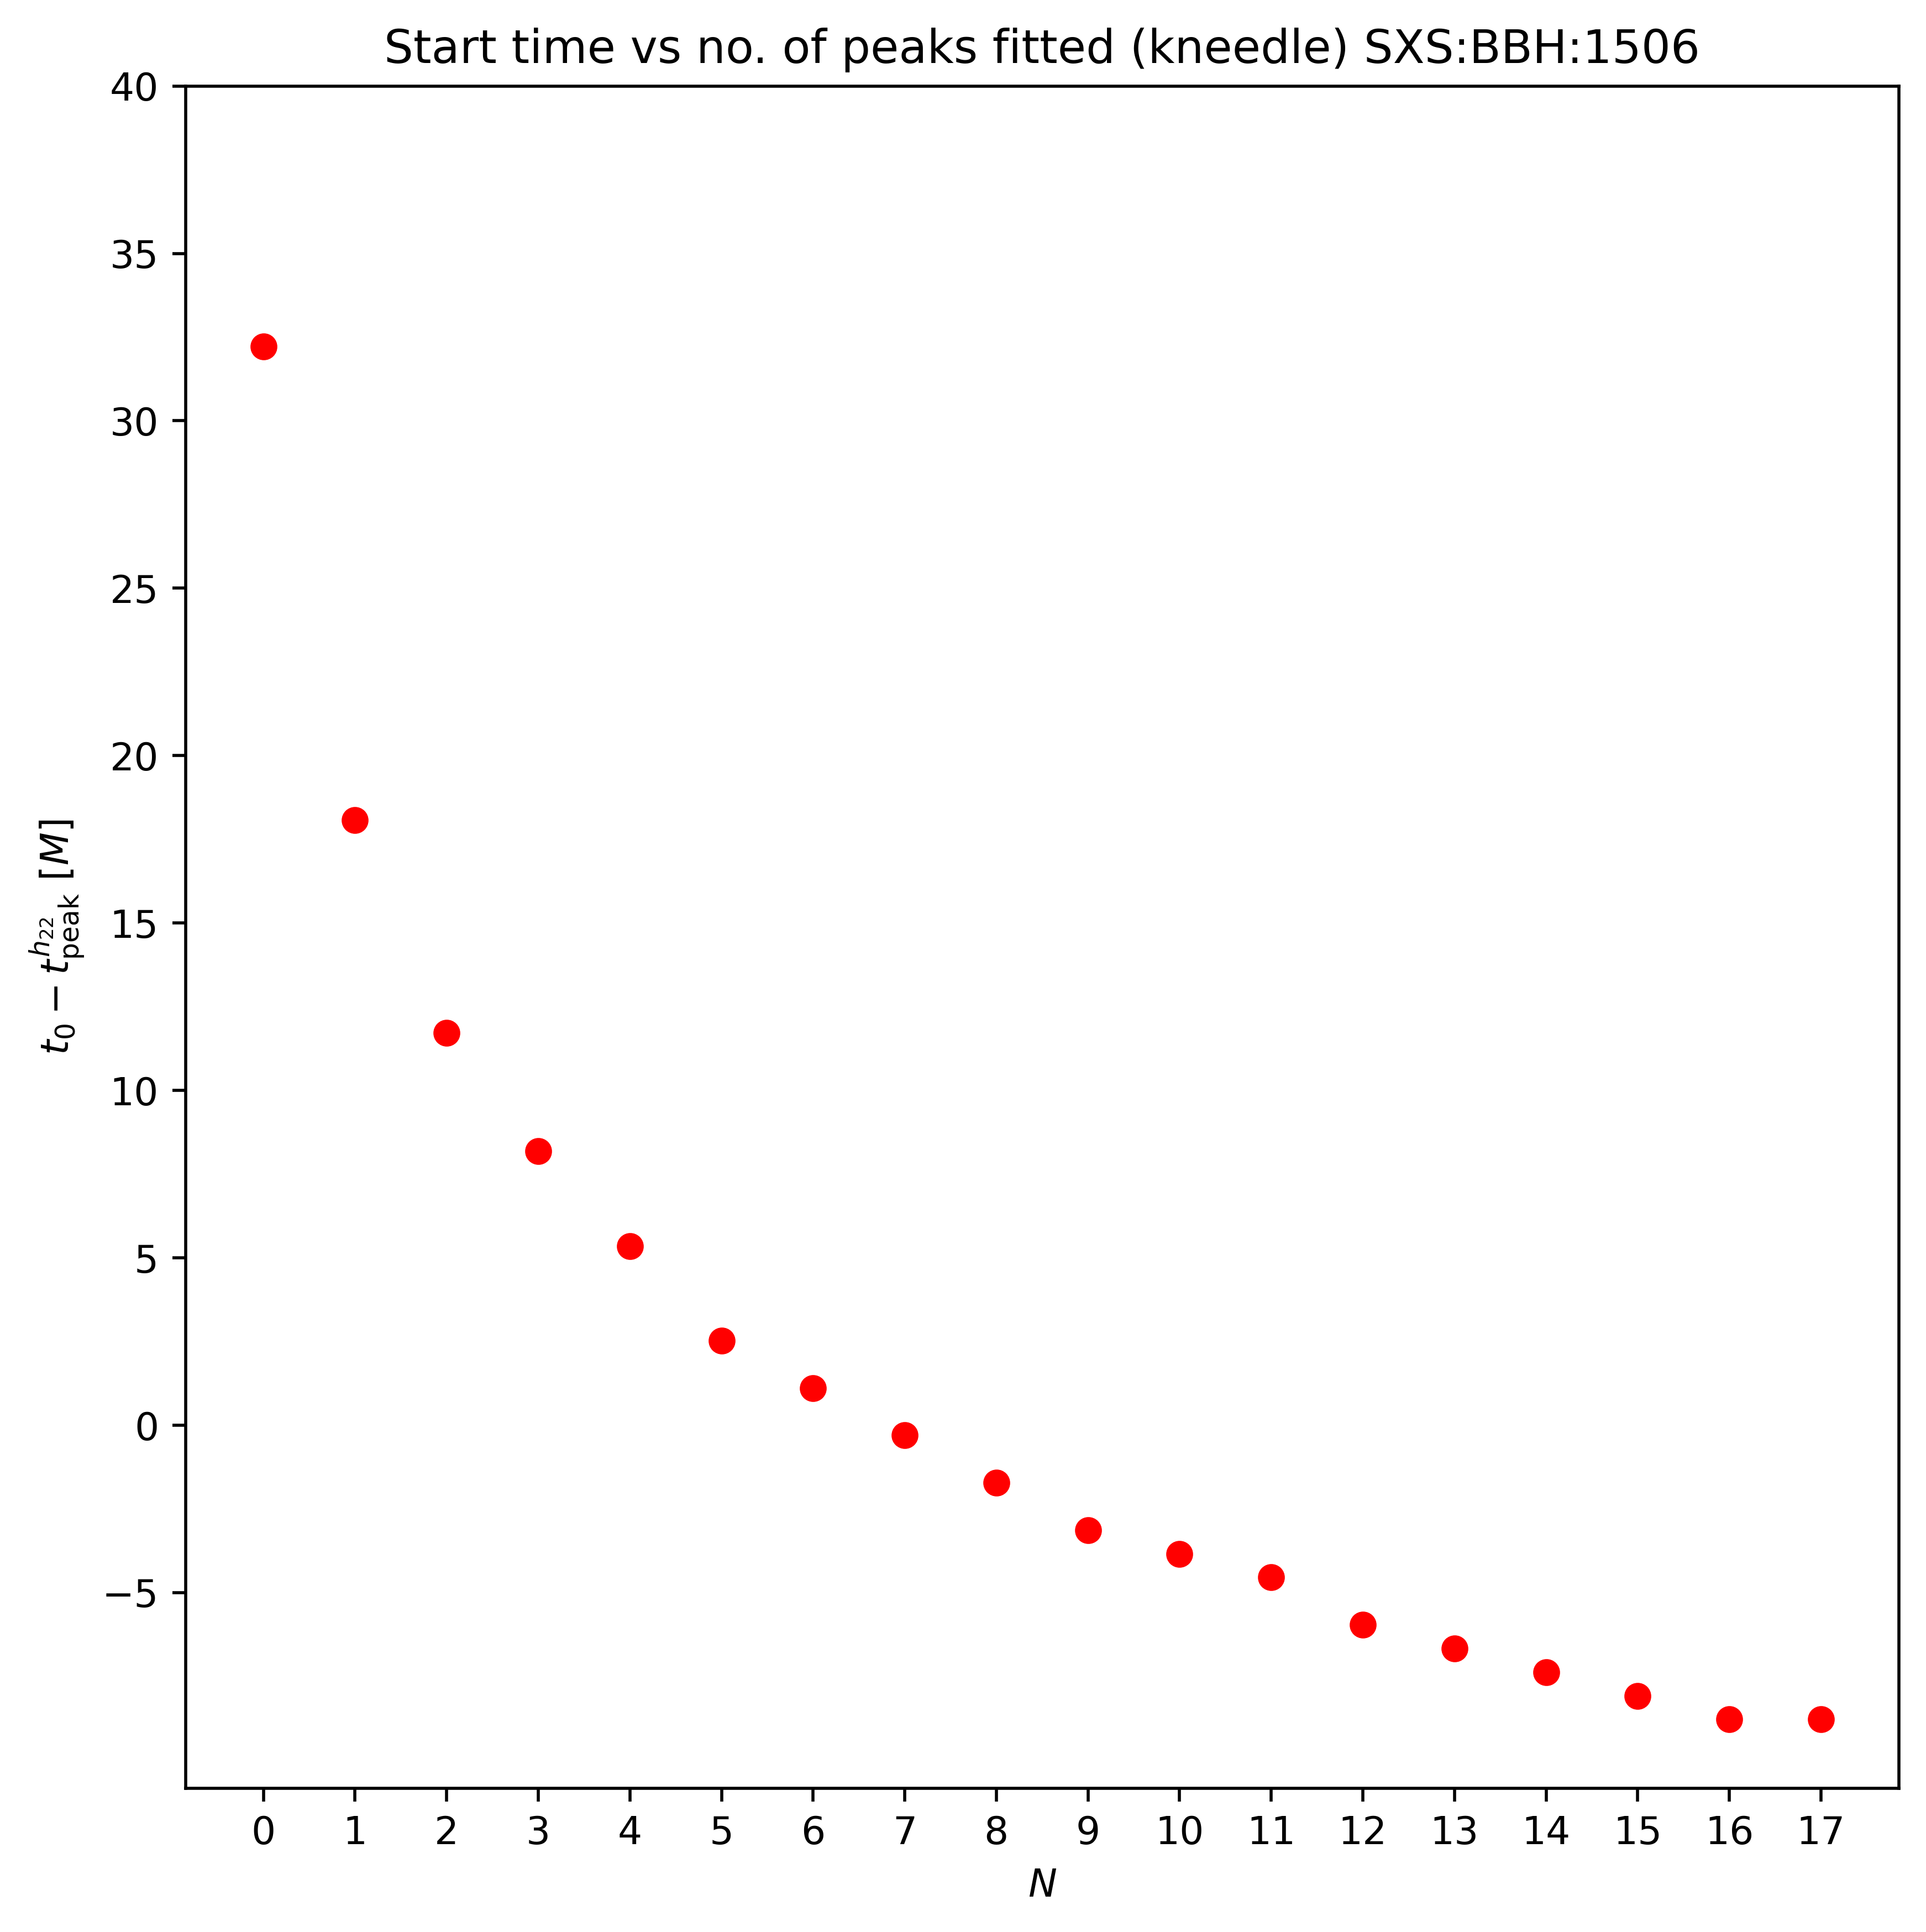 Start time vs no. of peaks fitted (kneedle) SXS:BBH:1506
40
35
30
25
20
15
10
5
0
−5
t₀ − t_peak^{h₂₂} [M]
0 1 2 3 4 5 6 7 8 9 10 11 12 13 14 15 16 17
N